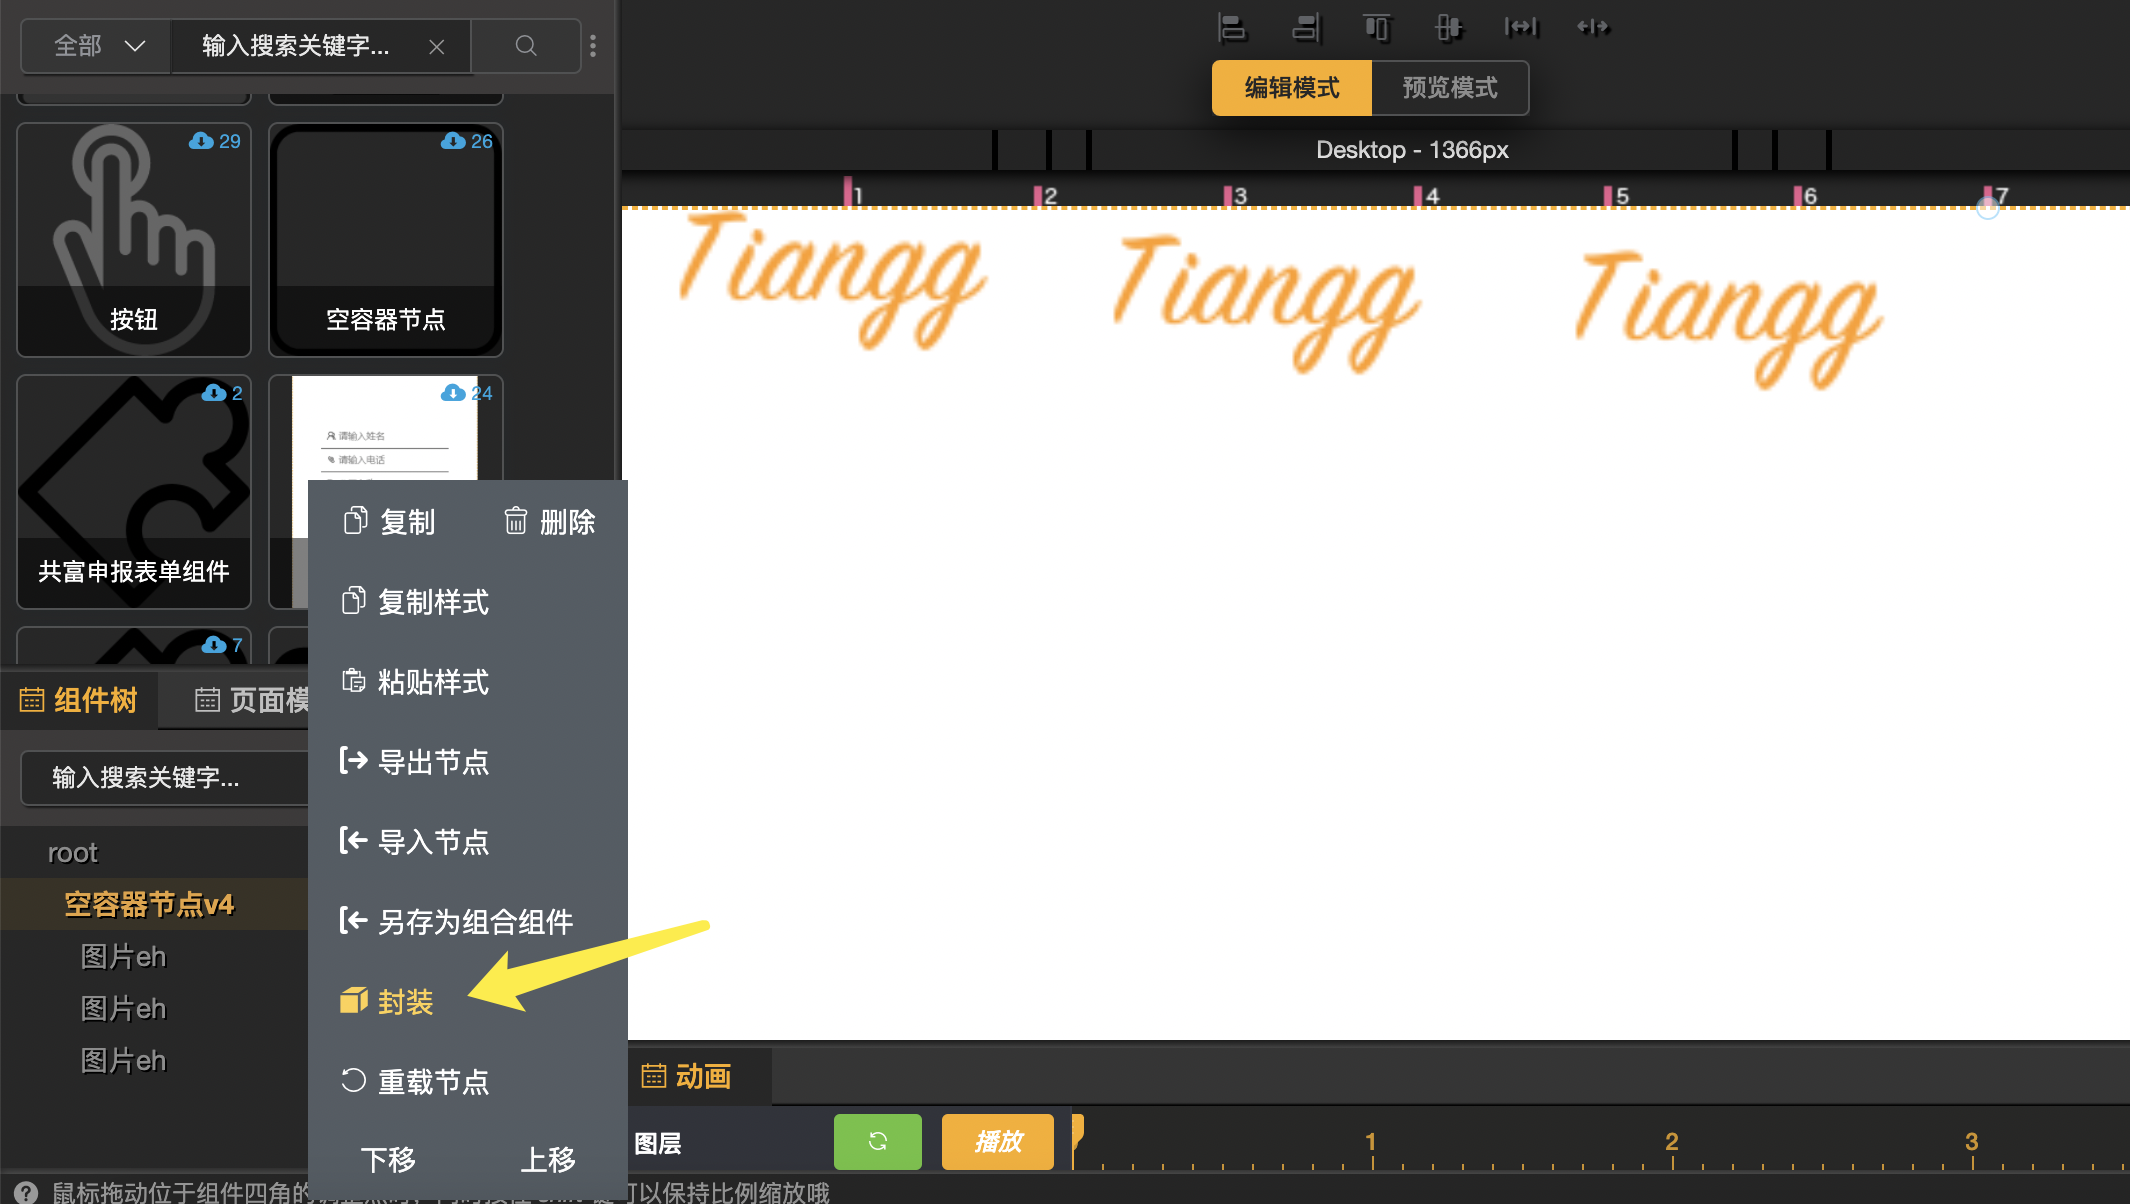 全部
输入搜索关键字...
编辑模式
预览模式
Desktop - 1366px
1 2 3 4 5 6 7
29
按钮
26
空容器节点
2
共富申报表单组件
24
请输入姓名
请输入电话
7
Tiangg
Tiangg
Tiangg
组件树
页面模
输入搜索关键字...
root
空容器节点v4
图片eh
图片eh
图片eh
复制
删除
复制样式
粘贴样式
导出节点
导入节点
另存为组合组件
封装
重载节点
下移
上移
动画
图层
播放
1 2 3
鼠标拖动位于组件四角的
可以保持比例缩放哦